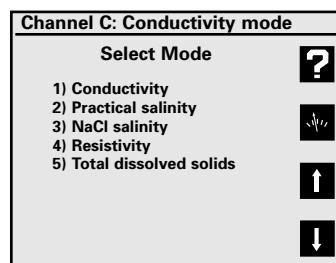 Channel C: Conductivity mode
Select Mode
1) Conductivity
2) Practical salinity
3) NaCl salinity
4) Resistivity
5) Total dissolved solids
?